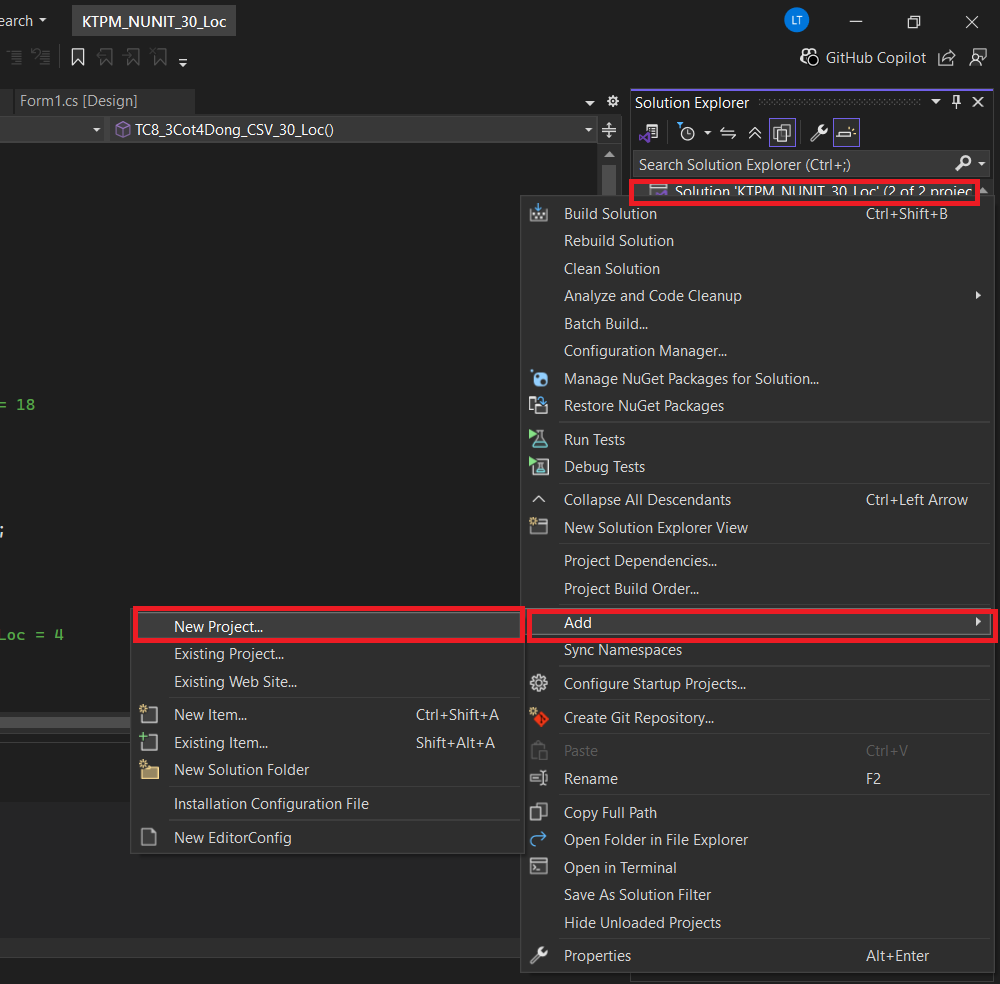 earch
KTPM_NUNIT_30_Loc
LT
GitHub Copilot
Form1.cs [Design]
Solution Explorer
TC8_3Cot4Dong_CSV_30_Loc()
Search Solution Explorer (Ctrl+;)
Solution 'KTPM_NUNIT_30_Loc' (2 of 2 projec
Build Solution Ctrl+Shift+B
Rebuild Solution
Clean Solution
Analyze and Code Cleanup
Batch Build...
Configuration Manager...
Manage NuGet Packages for Solution...
Restore NuGet Packages
Run Tests
Debug Tests
Collapse All Descendants Ctrl+Left Arrow
New Solution Explorer View
Project Dependencies...
Project Build Order...
Add
Sync Namespaces
Configure Startup Projects...
Create Git Repository...
Paste Ctrl+V
Rename F2
Copy Full Path
Open Folder in File Explorer
Open in Terminal
Save As Solution Filter
Hide Unloaded Projects
Properties Alt+Enter
= 18
;
Loc = 4
New Project...
Existing Project...
Existing Web Site...
New Item... Ctrl+Shift+A
Existing Item... Shift+Alt+A
New Solution Folder
Installation Configuration File
New EditorConfig